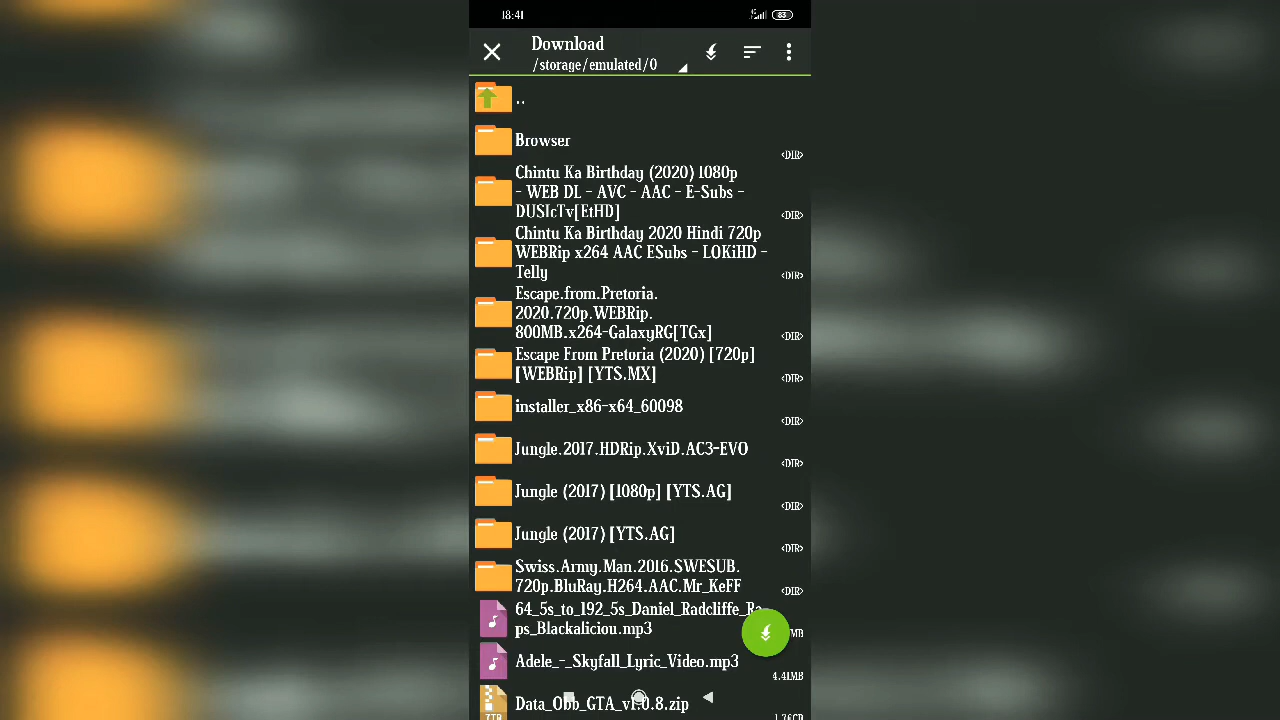 18:41
4G
83
Download
/storage/emulated/0
..
Browser
<DIR>
Chintu Ka Birthday (2020) 1080p
- WEB DL - AVC - AAC - E-Subs -
DUSIcTv[EtHD]
<DIR>
Chintu Ka Birthday 2020 Hindi 720p
WEBRip x264 AAC ESubs - LOKiHD -
Telly
<DIR>
Escape.from.Pretoria.
2020.720p.WEBRip.
800MB.x264-GalaxyRG[TGx]
<DIR>
Escape From Pretoria (2020) [720p]
[WEBRip] [YTS.MX]
<DIR>
installer_x86-x64_60098
<DIR>
Jungle.2017.HDRip.XviD.AC3-EVO
<DIR>
Jungle (2017) [1080p] [YTS.AG]
<DIR>
Jungle (2017) [YTS.AG]
<DIR>
Swiss.Army.Man.2016.SWESUB.
720p.BluRay.H264.AAC.Mr_KeFF
<DIR>
64_5s_to_192_5s_Daniel_Radcliffe_Ra
ps_Blackaliciou.mp3
MB
Adele_-_Skyfall_Lyric_Video.mp3
4.41MB
Data_Obb_GTA_v1.0.8.zip
1.76GB